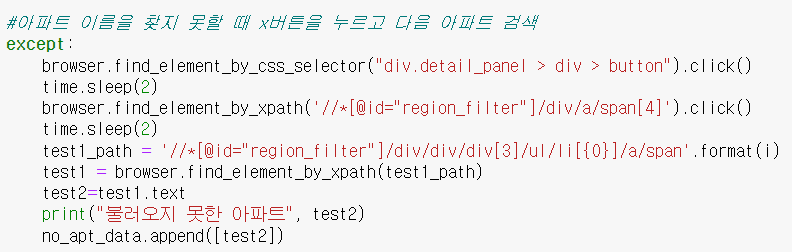 #아파트 이름을 찾지 못할 때 x버튼을 누르고 다음 아파트 검색
except:
    browser.find_element_by_css_selector("div.detail_panel > div > button").click()
    time.sleep(2)
    browser.find_element_by_xpath('//*[@id="region_filter"]/div/a/span[4]').click()
    time.sleep(2)
    test1_path = '//*[@id="region_filter"]/div/div/div[3]/ul/li[{0}]/a/span'.format(i)
    test1 = browser.find_element_by_xpath(test1_path)
    test2=test1.text
    print("불러오지 못한 아파트", test2)
    no_apt_data.append([test2])